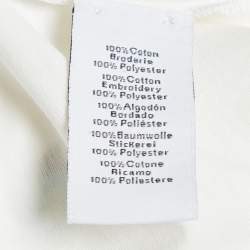 100%Coton
Broderie
100% Polyester
100%Cotton
Embroidery
100% Polyester
100%Algodón
Bordado
100% Poliéster
100%Baumwolle
Stickerei
100% Polyester
100%Cotone
Ricamo
100% Poliestere